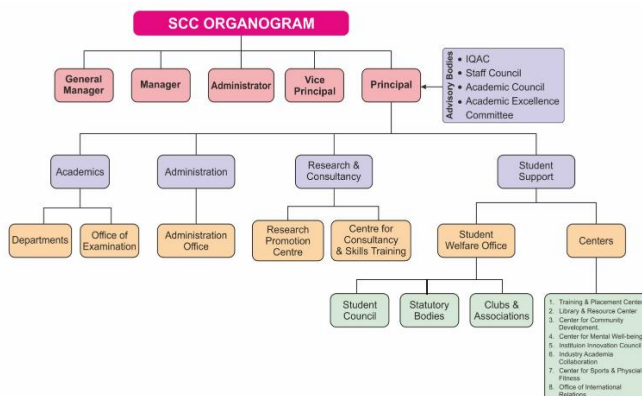 SCC ORGANOGRAM
General
Manager
Manager
Administrator
Vice
Principal
Principal
Advisory Bodies
• IQAC
• Staff Council
• Academic Council
• Academic Excellence
Committee
Academics
Administration
Research &
Consultancy
Student
Support
Departments
Office of
Examination
Administration
Office
Research
Promotion
Centre
Centre for
Consultancy
& Skills Training
Student
Welfare Office
Centers
Student
Council
Statutory
Bodies
Clubs &
Associations
1. Training & Placement Center
2. Library & Resource Center
3. Center for Community
Development.
4. Center for Mental Well-being
5. Instituion Innovation Council
6. Industry Academia
Collaboration
7. Center for Sports & Physcial
Fitness
8. Office of International
Relations